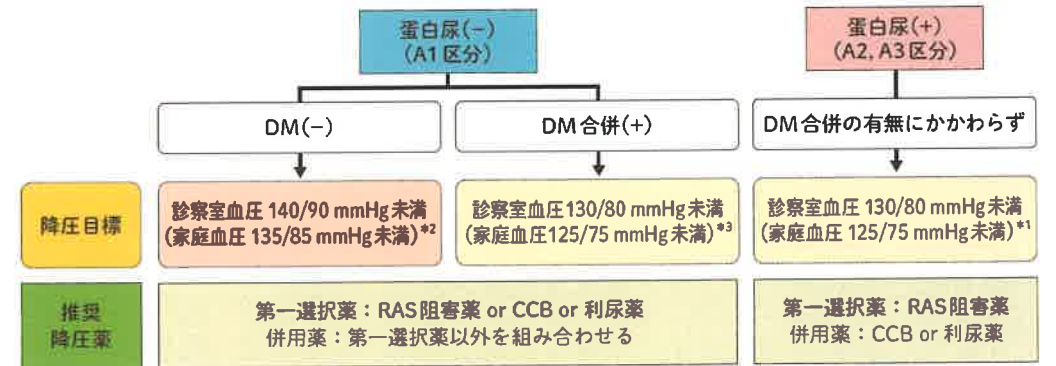 蛋白尿(−)
(A1区分)
蛋白尿(+)
(A2, A3区分)
DM(−)
DM合併(+)
DM合併の有無にかかわらず
降圧目標
診察室血圧 140/90 mmHg未満
(家庭血圧 135/85 mmHg未満)*2
診察室血圧130/80 mmHg未満
(家庭血圧125/75 mmHg未満)*3
診察室血圧 130/80 mmHg未満
(家庭血圧 125/75 mmHg未満)*1
推奨
降圧薬
第一選択薬：RAS阻害薬 or CCB or 利尿薬
併用薬：第一選択薬以外を組み合わせる
第一選択薬：RAS阻害薬
併用薬：CCB or 利尿薬